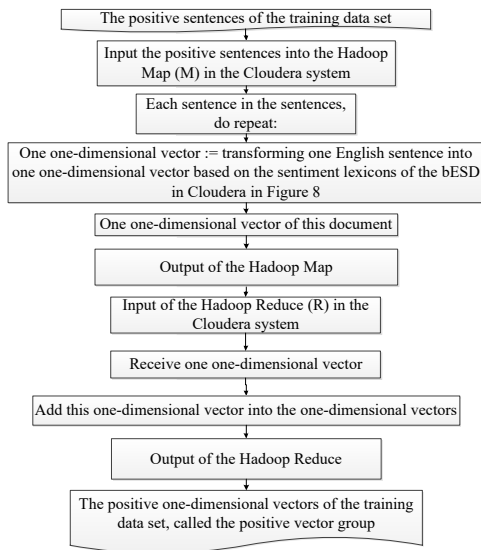 The positive sentences of the training data set
Input the positive sentences into the Hadoop
Map (M) in the Cloudera system
Each sentence in the sentences,
do repeat:
One one-dimensional vector := transforming one English sentence into
one one-dimensional vector based on the sentiment lexicons of the bESD
in Cloudera in Figure 8
One one-dimensional vector of this document
Output of the Hadoop Map
Input of the Hadoop Reduce (R) in the
Cloudera system
Receive one one-dimensional vector
Add this one-dimensional vector into the one-dimensional vectors
Output of the Hadoop Reduce
The positive one-dimensional vectors of the training
data set, called the positive vector group